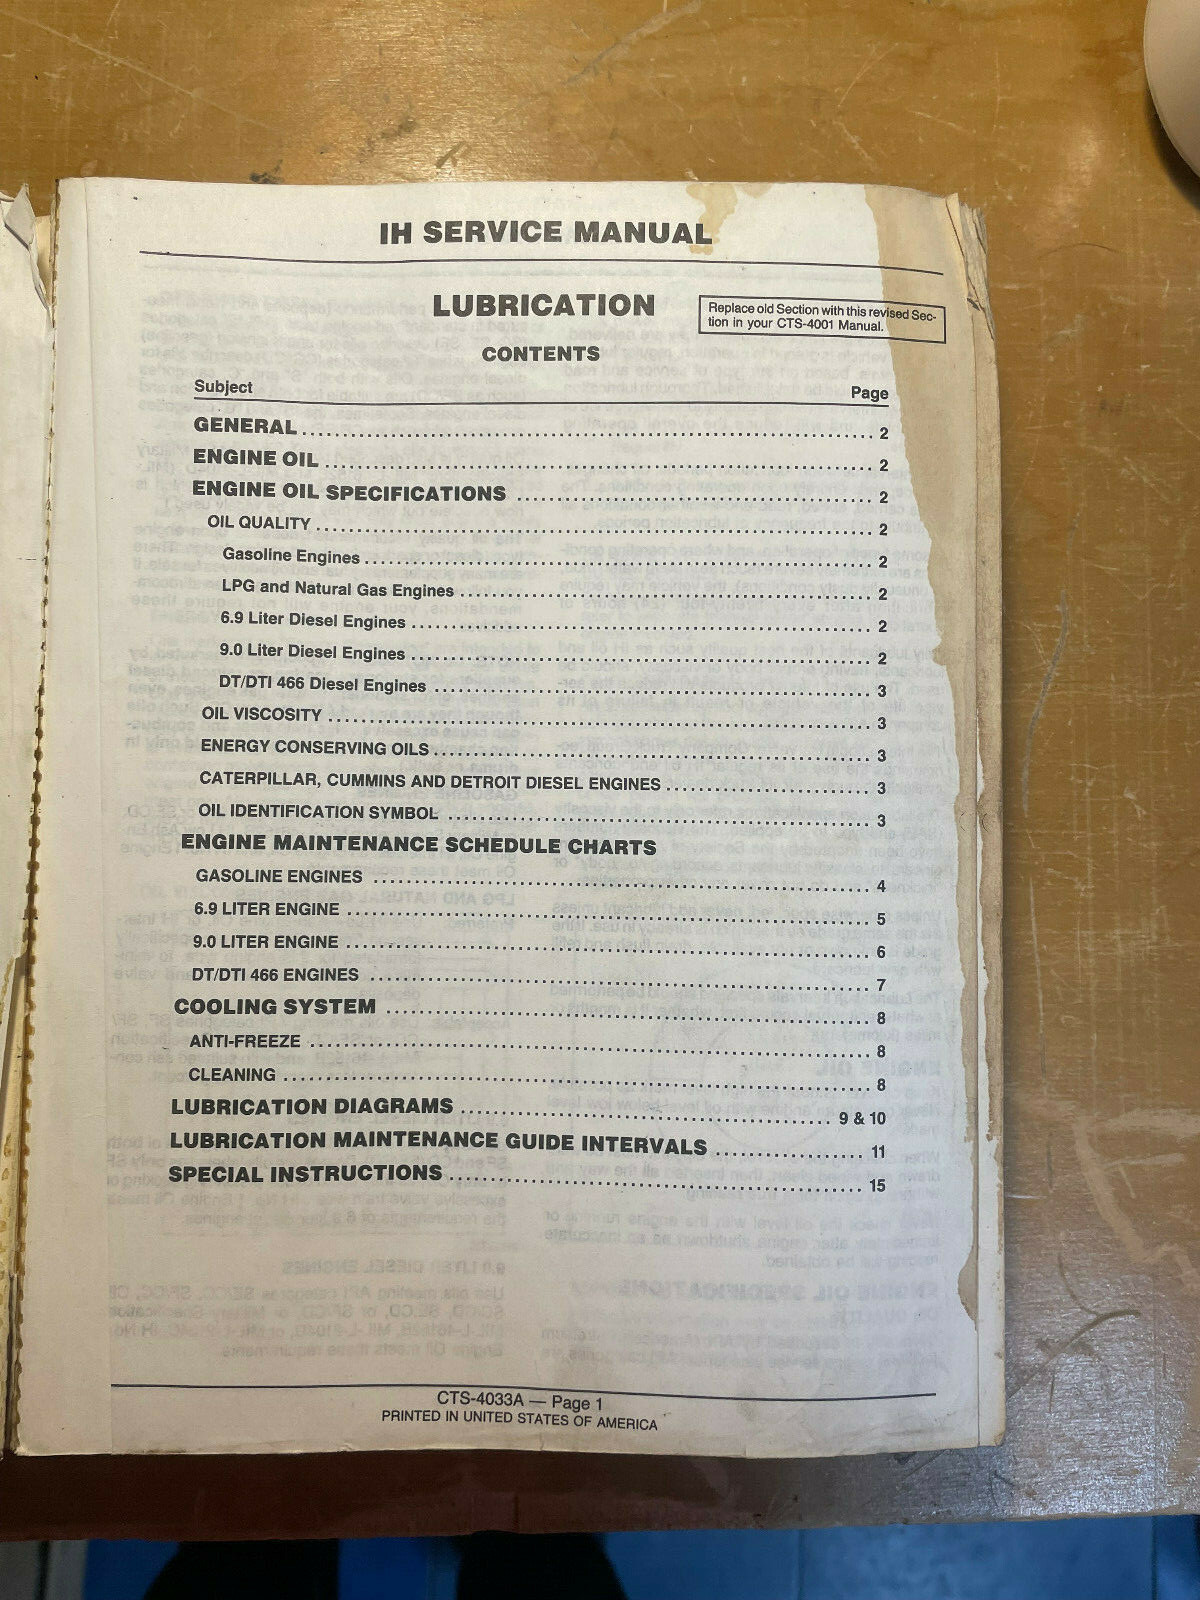 IH SERVICE MANUAL
LUBRICATION
Replace old Section with this revised Sec-
tion in your CTS-4001 Manual.
CONTENTS
Subject Page
GENERAL 2
ENGINE OIL 2
ENGINE OIL SPECIFICATIONS 2
OIL QUALITY 2
Gasoline Engines 2
LPG and Natural Gas Engines 2
6.9 Liter Diesel Engines 2
9.0 Liter Diesel Engines 2
DT/DTI 466 Diesel Engines 3
OIL VISCOSITY 3
ENERGY CONSERVING OILS 3
CATERPILLAR, CUMMINS AND DETROIT DIESEL ENGINES 3
OIL IDENTIFICATION SYMBOL 3
ENGINE MAINTENANCE SCHEDULE CHARTS
GASOLINE ENGINES 4
6.9 LITER ENGINE 5
9.0 LITER ENGINE 6
DT/DTI 466 ENGINES 7
COOLING SYSTEM 8
ANTI-FREEZE 8
CLEANING 8
LUBRICATION DIAGRAMS 9 & 10
LUBRICATION MAINTENANCE GUIDE INTERVALS 11
SPECIAL INSTRUCTIONS 15
CTS-4033A — Page 1
PRINTED IN UNITED STATES OF AMERICA